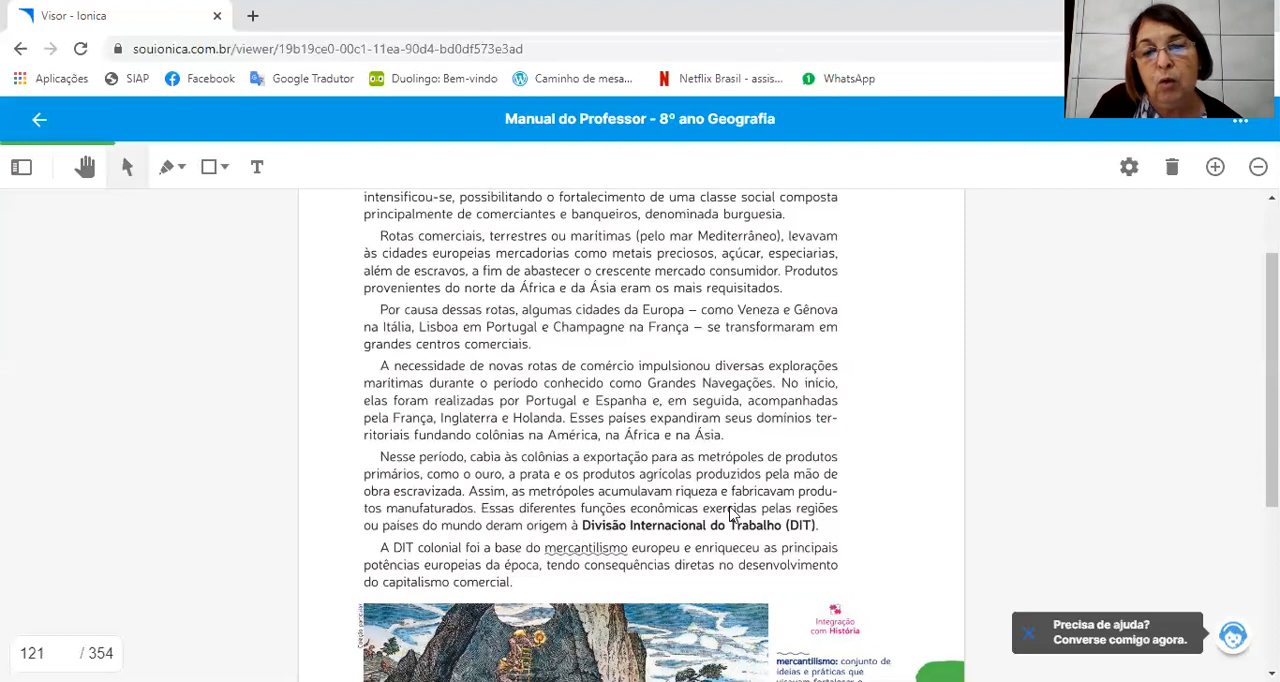 Visor - Ionica
souionica.com.br/viewer/19b19ce0-00c1-11ea-90d4-bd0df573e3ad
Aplicações SIAP Facebook Google Tradutor Duolingo: Bem-vindo Caminho de mesa... Netflix Brasil - assis... 1 WhatsApp
Manual do Professor - 8º ano Geografia
T
intensificou-se, possibilitando o fortalecimento de uma classe social composta
principalmente de comerciantes e banqueiros, denominada burguesia.
Rotas comerciais, terrestres ou marítimas (pelo mar Mediterrâneo), levavam
às cidades europeias mercadorias como metais preciosos, açúcar, especiarias,
além de escravos, a fim de abastecer o crescente mercado consumidor. Produtos
provenientes do norte da África e da Ásia eram os mais requisitados.
Por causa dessas rotas, algumas cidades da Europa – como Veneza e Gênova
na Itália, Lisboa em Portugal e Champagne na França – se transformaram em
grandes centros comerciais.
A necessidade de novas rotas de comércio impulsionou diversas explorações
marítimas durante o período conhecido como Grandes Navegações. No início,
elas foram realizadas por Portugal e Espanha e, em seguida, acompanhadas
pela França, Inglaterra e Holanda. Esses países expandiram seus domínios ter-
ritoriais fundando colônias na América, na África e na Ásia.
Nesse período, cabia às colônias a exportação para as metrópoles de produtos
primários, como o ouro, a prata e os produtos agrícolas produzidos pela mão de
obra escravizada. Assim, as metrópoles acumulavam riqueza e fabricavam produ-
tos manufaturados. Essas diferentes funções econômicas exercidas pelas regiões
ou países do mundo deram origem à Divisão Internacional do Trabalho (DIT).
A DIT colonial foi a base do mercantilismo europeu e enriqueceu as principais
potências europeias da época, tendo consequências diretas no desenvolvimento
do capitalismo comercial.
Coleção particular
Integração
com História
mercantilismo: conjunto de
ideias e práticas que
121 / 354
Precisa de ajuda?
Converse comigo agora.